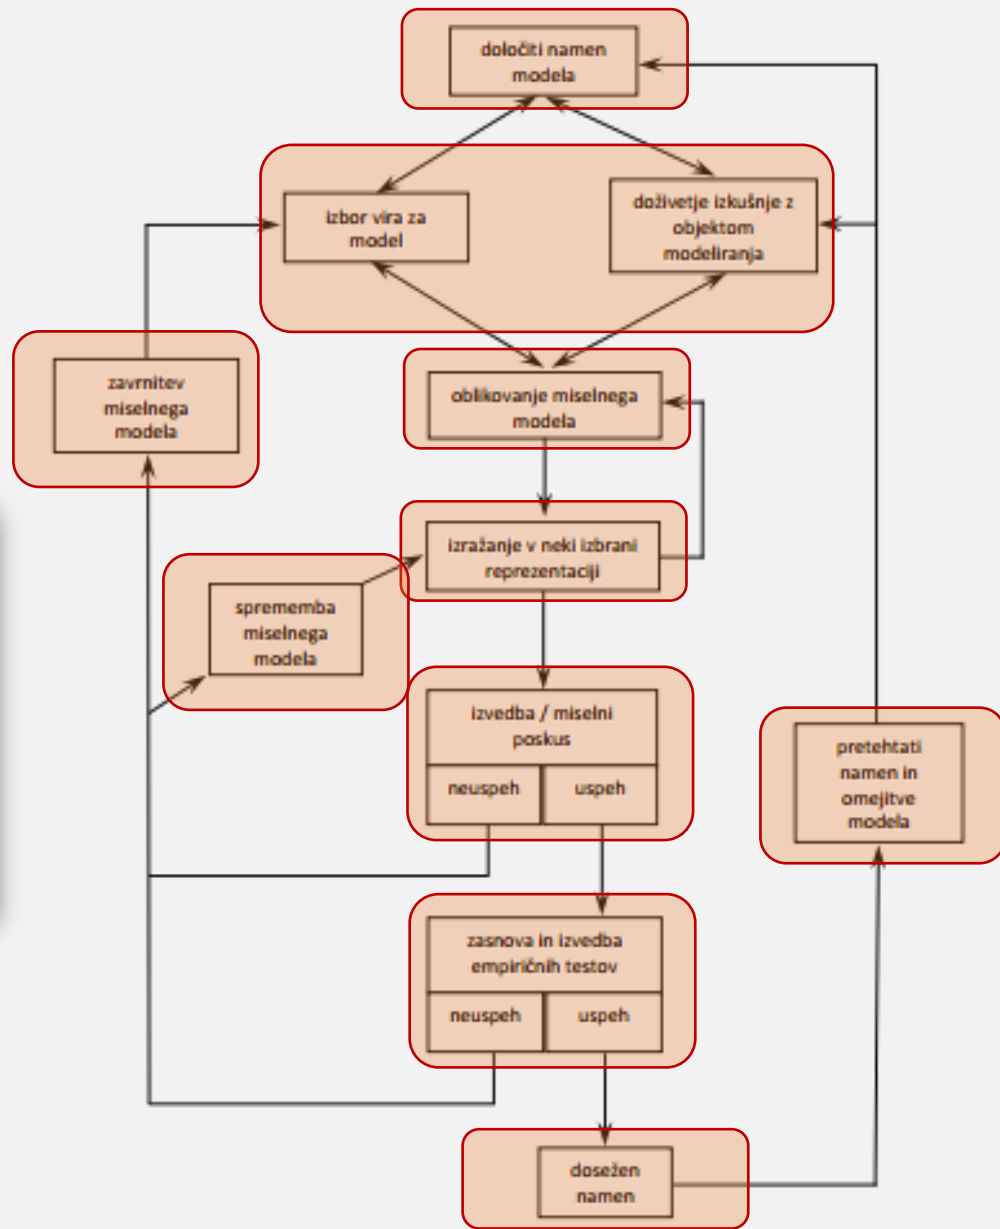 določiti namen
modela
izbor vira za
model
doživetje izkušnje z
objektom
modeliranja
zavrnitev
miselnega
modela
oblikovanje miselnega
modela
izražanje v neki izbrani
reprezentaciji
sprememba
miselnega
modela
izvedba / miselni
poskus
neuspeh
uspeh
pretehtati
namen in
omejitve
modela
zasnova in izvedba
empiričnih testov
neuspeh
uspeh
dosežen
namen